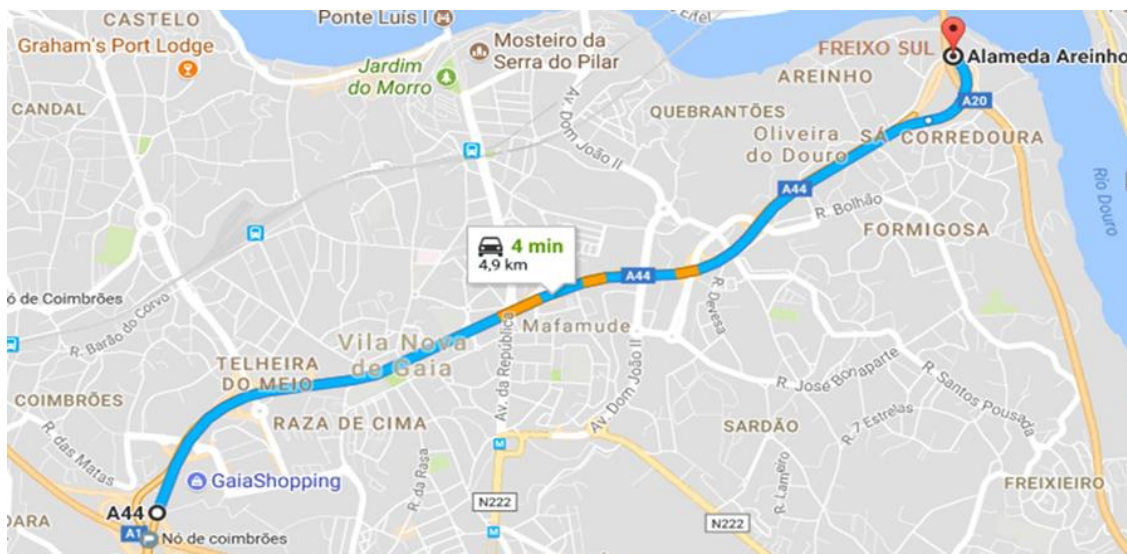 CASTELO
Ponte Luís I
Eiffel
Graham's Port Lodge
Mosteiro da
Serra do Pilar
FREIXO SUL
Alameda Areinho
Jardim
do Morro
AREINHO
CANDAL
A20
QUEBRANTÕES
Av. Dom João II
Oliveira
do Douro
SÁ
CORREDOURA
Rio Douro
A44
R. Bolhão
FORMIGOSA
4 min
4,9 km
A44
ó de Coimbrões
R. Devesa
Av. da República
Mafamude
R. Barão do Corvo
Vila Nova
de Gaia
TELHEIRA
DO MEIO
R. José Bonaparte
R. Santos Pousada
COIMBRÕES
Av. Dom João II
RAZA DE CIMA
SARDÃO
R. 7 Estrelas
R. das Matas
M
R. da Rasa
R. Lameiro
GaiaShopping
FREIXIEIRO
N222
A44
N222
DARA
A1
Nó de coimbrões
M